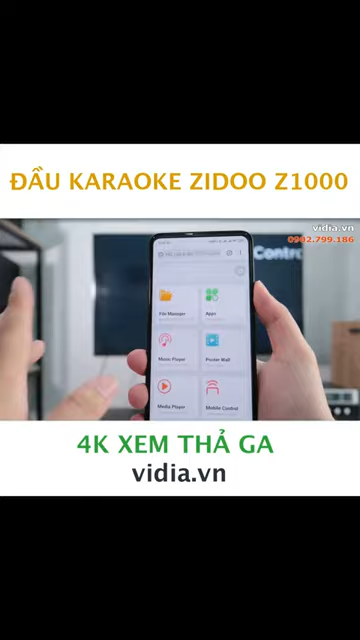 ĐẦU KARAOKE ZIDOO Z1000
vidia.vn
0902.799.186
Control
File Manager
Apps
Music Player
Poster Wall
Media Player
Mobile Control
4K XEM THẢ GA
vidia.vn